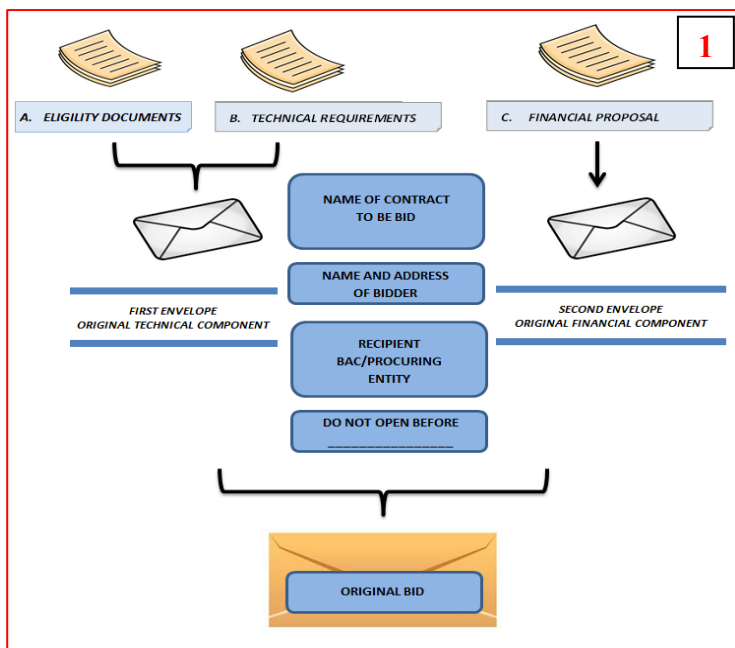 1
A. ELIGILITY DOCUMENTS
B. TECHNICAL REQUIREMENTS
C. FINANCIAL PROPOSAL
NAME OF CONTRACT
TO BE BID
NAME AND ADDRESS
OF BIDDER
FIRST ENVELOPE
ORIGINAL TECHNICAL COMPONENT
SECOND ENVELOPE
ORIGINAL FINANCIAL COMPONENT
RECIPIENT
BAC/PROCURING
ENTITY
DO NOT OPEN BEFORE
________________
ORIGINAL BID